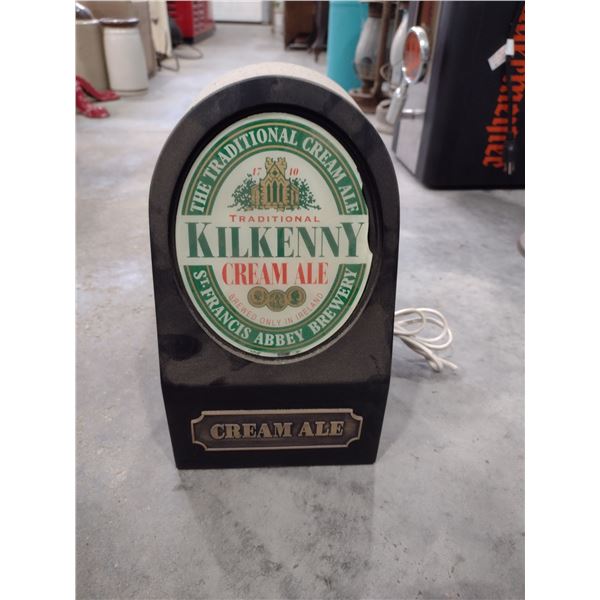 THE TRADITIONAL CREAM ALE
17 10
TRADITIONAL
KILKENNY
CREAM ALE
BREWED ONLY IN IRELAND
ST. FRANCIS ABBEY BREWERY
CREAM ALE